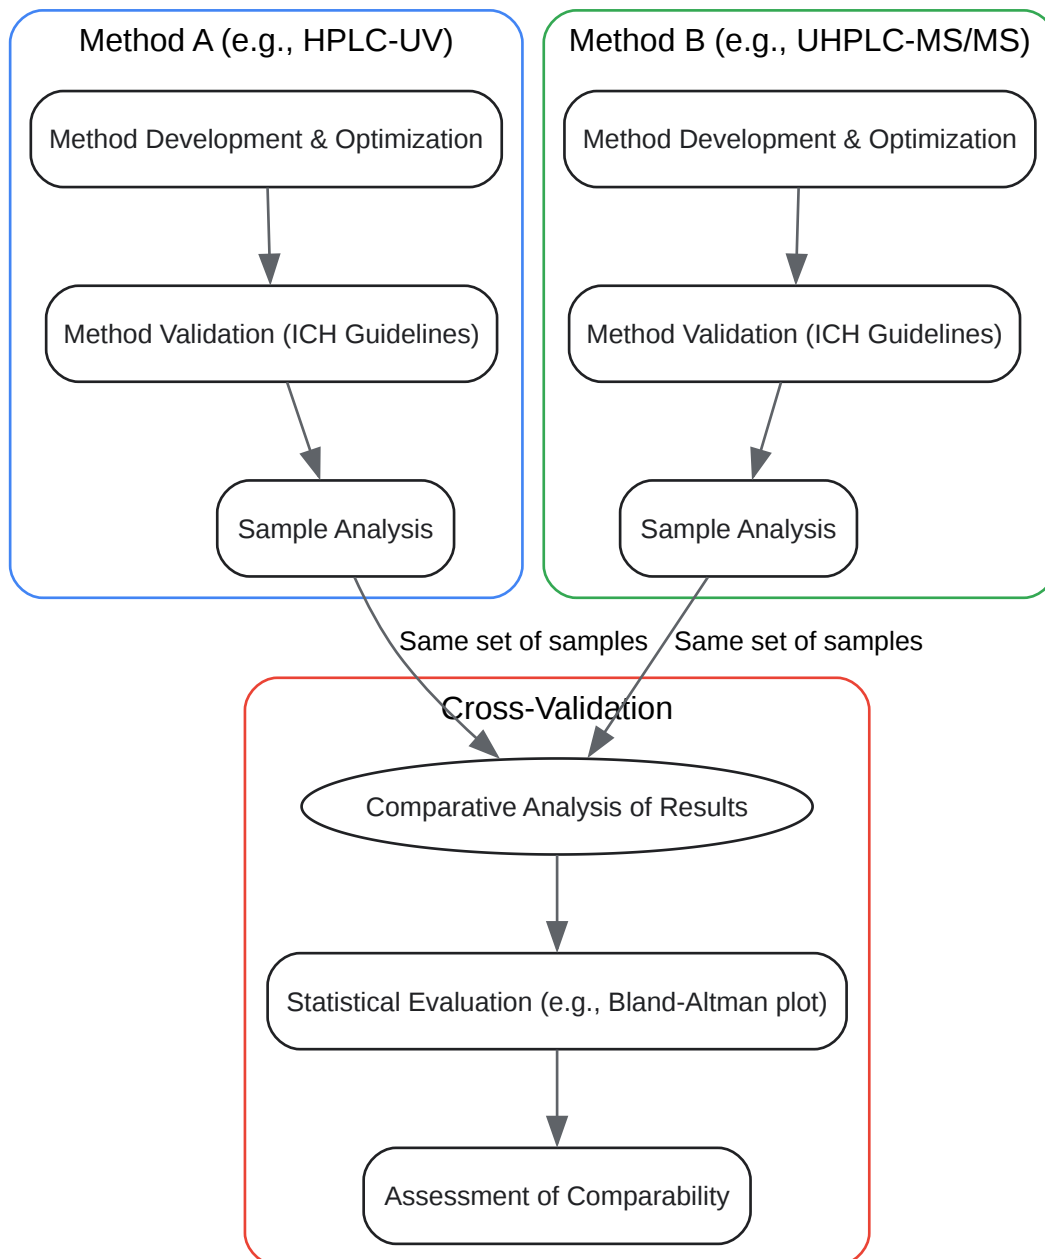 Method A (e.g., HPLC-UV)
Method Development & Optimization
Method Validation (ICH Guidelines)
Sample Analysis
Method B (e.g., UHPLC-MS/MS)
Method Development & Optimization
Method Validation (ICH Guidelines)
Sample Analysis
Same set of samples
Same set of samples
Cross-Validation
Comparative Analysis of Results
Statistical Evaluation (e.g., Bland-Altman plot)
Assessment of Comparability